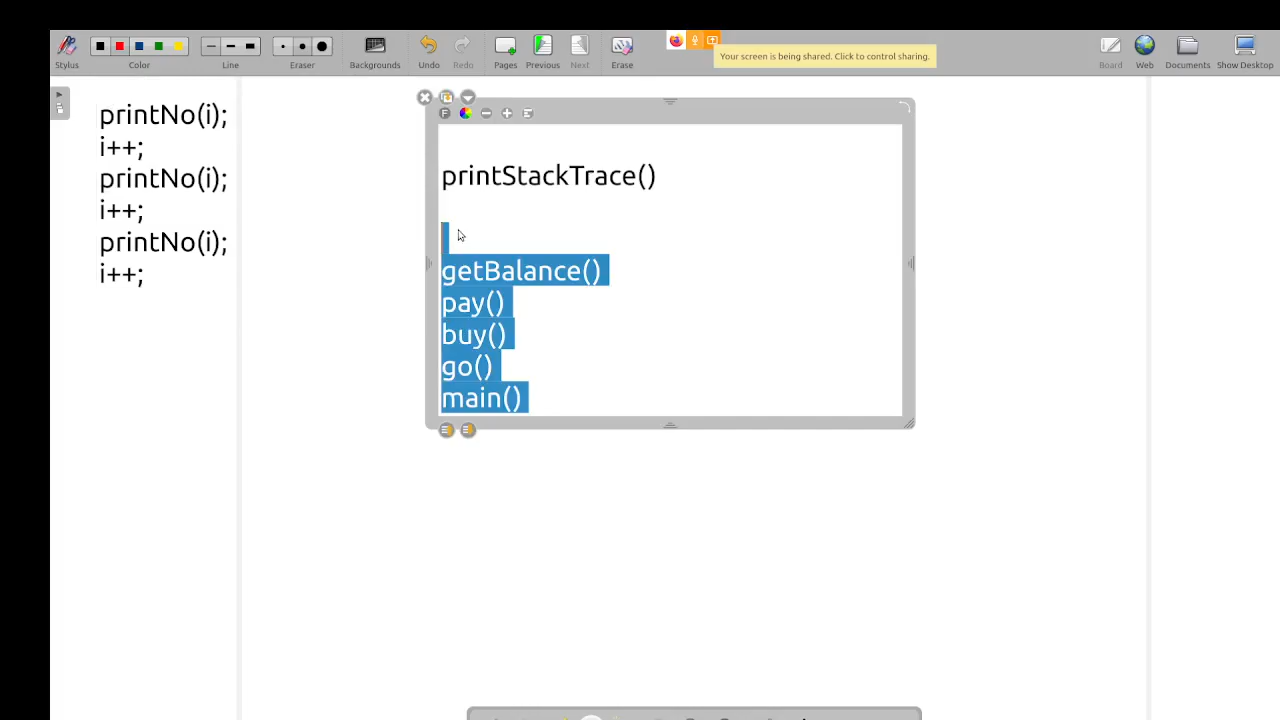 Stylus
Color
Line
Eraser
Backgrounds
Undo
Redo
Pages
Previous
Next
Erase
Your screen is being shared. Click to control sharing.
Board
Web
Documents
Show Desktop
printNo(i);
i++;
printNo(i);
i++;
printNo(i);
i++;
F
printStackTrace()
getBalance()
pay()
buy()
go()
main()